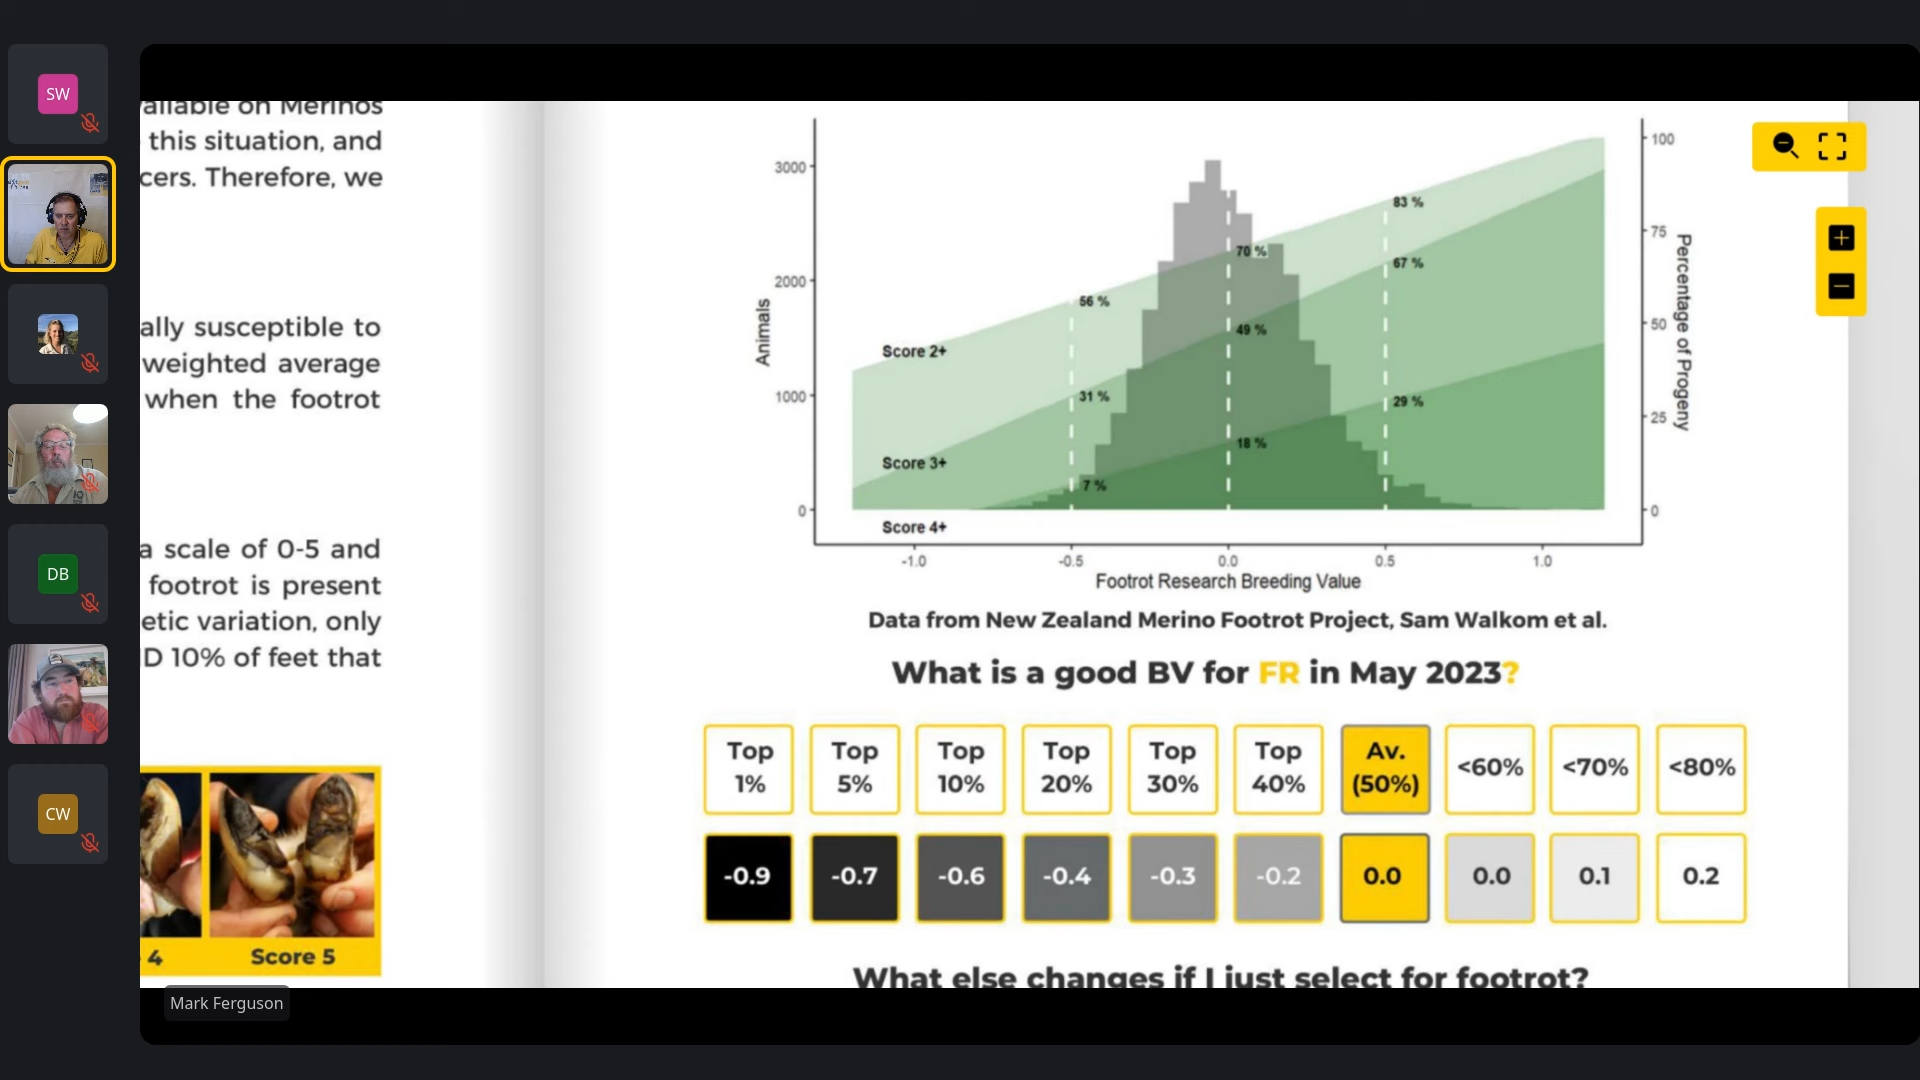 SW
DB
CW
ailable on Merinos
this situation, and
cers. Therefore, we
ally susceptible to
weighted average
when the footrot
a scale of 0-5 and
footrot is present
etic variation, only
ID 10% of feet that
4
Score 5
3000
2000
1000
0
Animals
100
75
50
25
0
Percentage of Progeny
83 %
70 %
67 %
56 %
49 %
31 %
29 %
18 %
7 %
Score 2+
Score 3+
Score 4+
-1.0
-0.5
0.0
0.5
1.0
Footrot Research Breeding Value
Data from New Zealand Merino Footrot Project, Sam Walkom et al.
What is a good BV for FR in May 2023?
Top 1%
Top 5%
Top 10%
Top 20%
Top 30%
Top 40%
Av. (50%)
<60%
<70%
<80%
-0.9
-0.7
-0.6
-0.4
-0.3
-0.2
0.0
0.0
0.1
0.2
What else changes if I just select for footrot?
Mark Ferguson